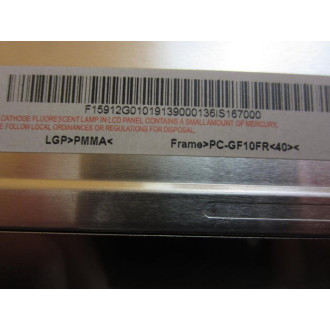 F15912G01019139000136IS167000
CATHODE FLUORESCENT LAMP IN LCD PANEL CONTAINS A SMALL AMOUNT OF MERCURY,
E FOLLOW LOCAL ORDINANCES OR REGULATIONS FOR DISPOSAL.
LGP>PMMA< Frame>PC-GF10FR<40><